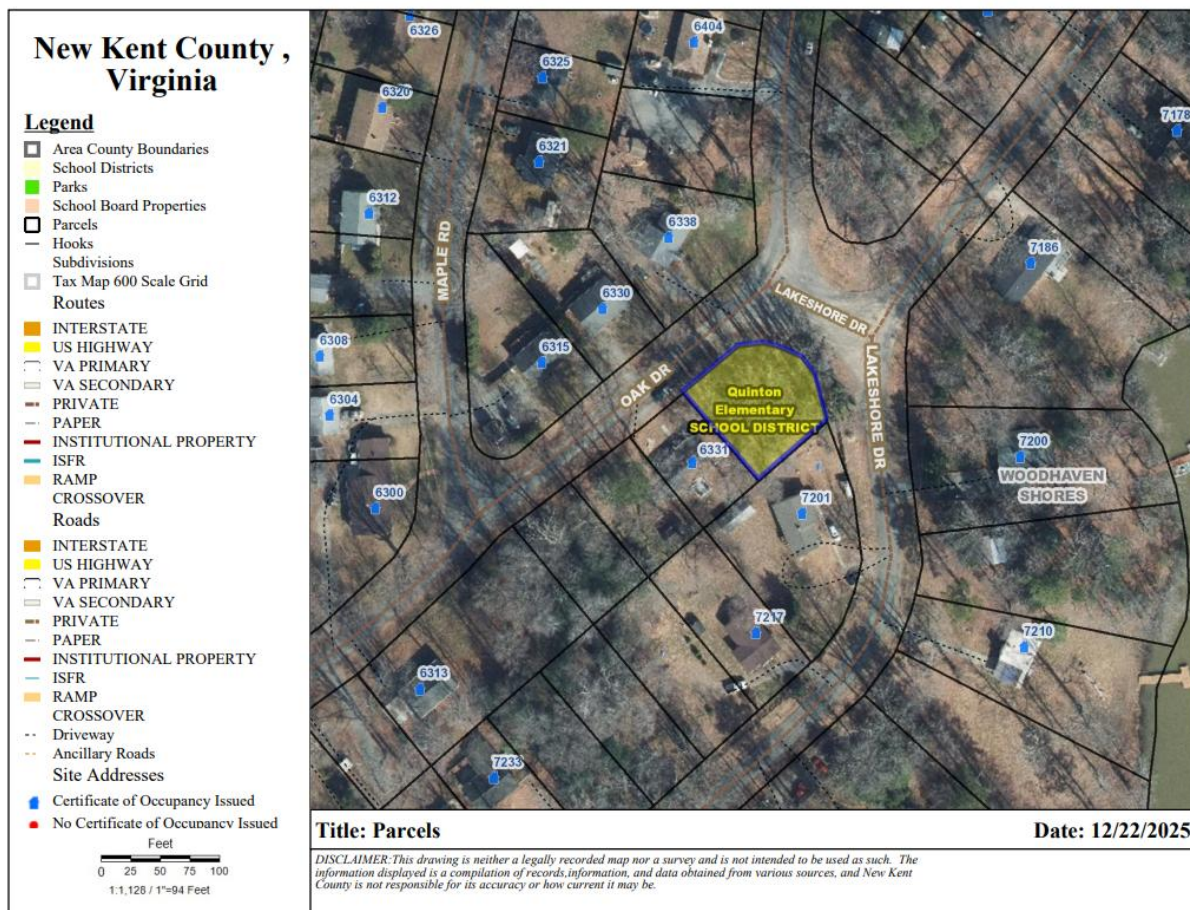 New Kent County ,
Virginia
Legend
Area County Boundaries
School Districts
Parks
School Board Properties
Parcels
Hooks
Subdivisions
Tax Map 600 Scale Grid
Routes
INTERSTATE
US HIGHWAY
VA PRIMARY
VA SECONDARY
PRIVATE
PAPER
INSTITUTIONAL PROPERTY
ISFR
RAMP
CROSSOVER
Roads
INTERSTATE
US HIGHWAY
VA PRIMARY
VA SECONDARY
PRIVATE
PAPER
INSTITUTIONAL PROPERTY
ISFR
RAMP
CROSSOVER
Driveway
Ancillary Roads
Site Addresses
Certificate of Occupancy Issued
No Certificate of Occupancy Issued
Feet
0 25 50 75 100
1:1,128 / 1"=94 Feet
6326
6404
6325
6320
7178
6321
6312
6338
MAPLE RD
7186
LAKESHORE DR
6330
6308
6315
OAK DR
LAKESHORE DR
6304
Quinton
Elementary
SCHOOL DISTRICT
6331
7200
WOODHAVEN
SHORES
6300
7201
7217
7210
6313
7233
Title: Parcels
Date: 12/22/2025
DISCLAIMER:This drawing is neither a legally recorded map nor a survey and is not intended to be used as such. The
information displayed is a compilation of records,information, and data obtained from various sources, and New Kent
County is not responsible for its accuracy or how current it may be.